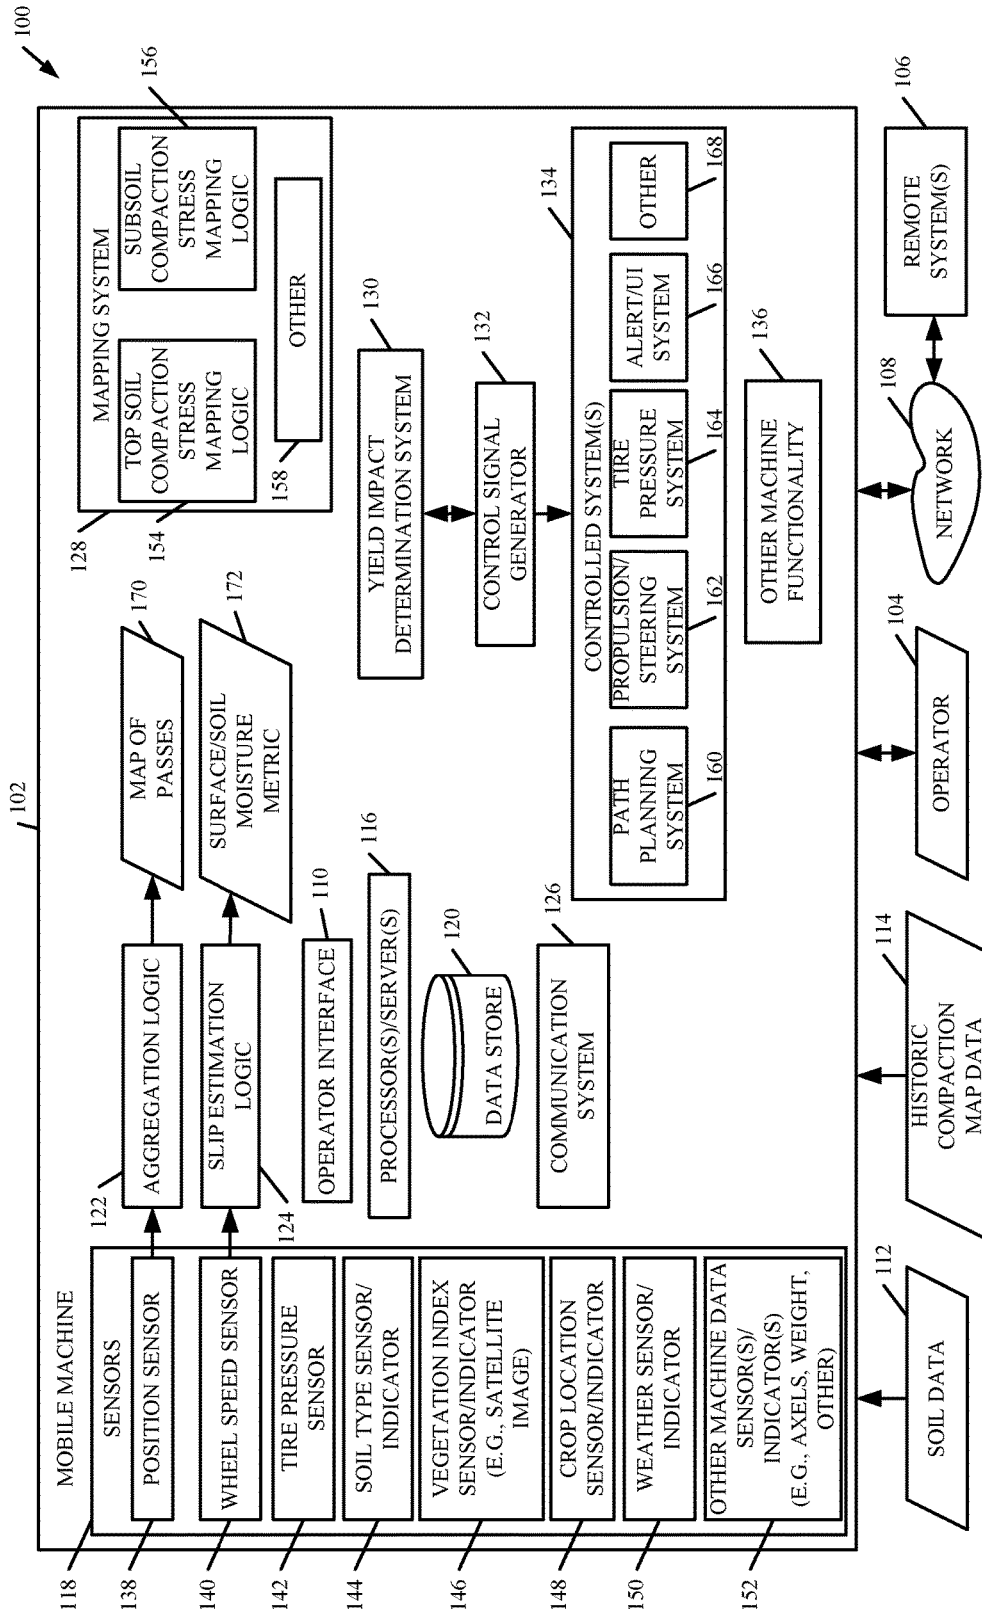 100
102
MOBILE MACHINE
118
SENSORS
138
POSITION SENSOR
140
WHEEL SPEED SENSOR
142
TIRE PRESSURE
SENSOR
144
SOIL TYPE SENSOR/
INDICATOR
146
VEGETATION INDEX
SENSOR/INDICATOR
(E.G., SATELLITE
IMAGE)
148
CROP LOCATION
SENSOR/INDICATOR
150
WEATHER SENSOR/
INDICATOR
152
OTHER MACHINE DATA
SENSOR(S)/
INDICATOR(S)
(E.G., AXELS, WEIGHT,
OTHER)
122
AGGREGATION LOGIC
124
SLIP ESTIMATION
LOGIC
170
MAP OF
PASSES
172
SURFACE/SOIL
MOISTURE
METRIC
110
OPERATOR INTERFACE
116
PROCESSOR(S)/SERVER(S)
120
DATA STORE
126
COMMUNICATION
SYSTEM
128
MAPPING SYSTEM
154
TOP SOIL
COMPACTION
STRESS
MAPPING
LOGIC
156
SUBSOIL
COMPACTION
STRESS
MAPPING
LOGIC
158
OTHER
130
YIELD IMPACT
DETERMINATION SYSTEM
132
CONTROL SIGNAL
GENERATOR
134
CONTROLLED SYSTEM(S)
PATH
PLANNING
SYSTEM
160
PROPULSION/
STEERING
SYSTEM
162
TIRE
PRESSURE
SYSTEM
164
ALERT/UI
SYSTEM
166
OTHER
168
136
OTHER MACHINE
FUNCTIONALITY
112
SOIL DATA
114
HISTORIC
COMPACTION
MAP DATA
104
OPERATOR
108
NETWORK
106
REMOTE
SYSTEM(S)